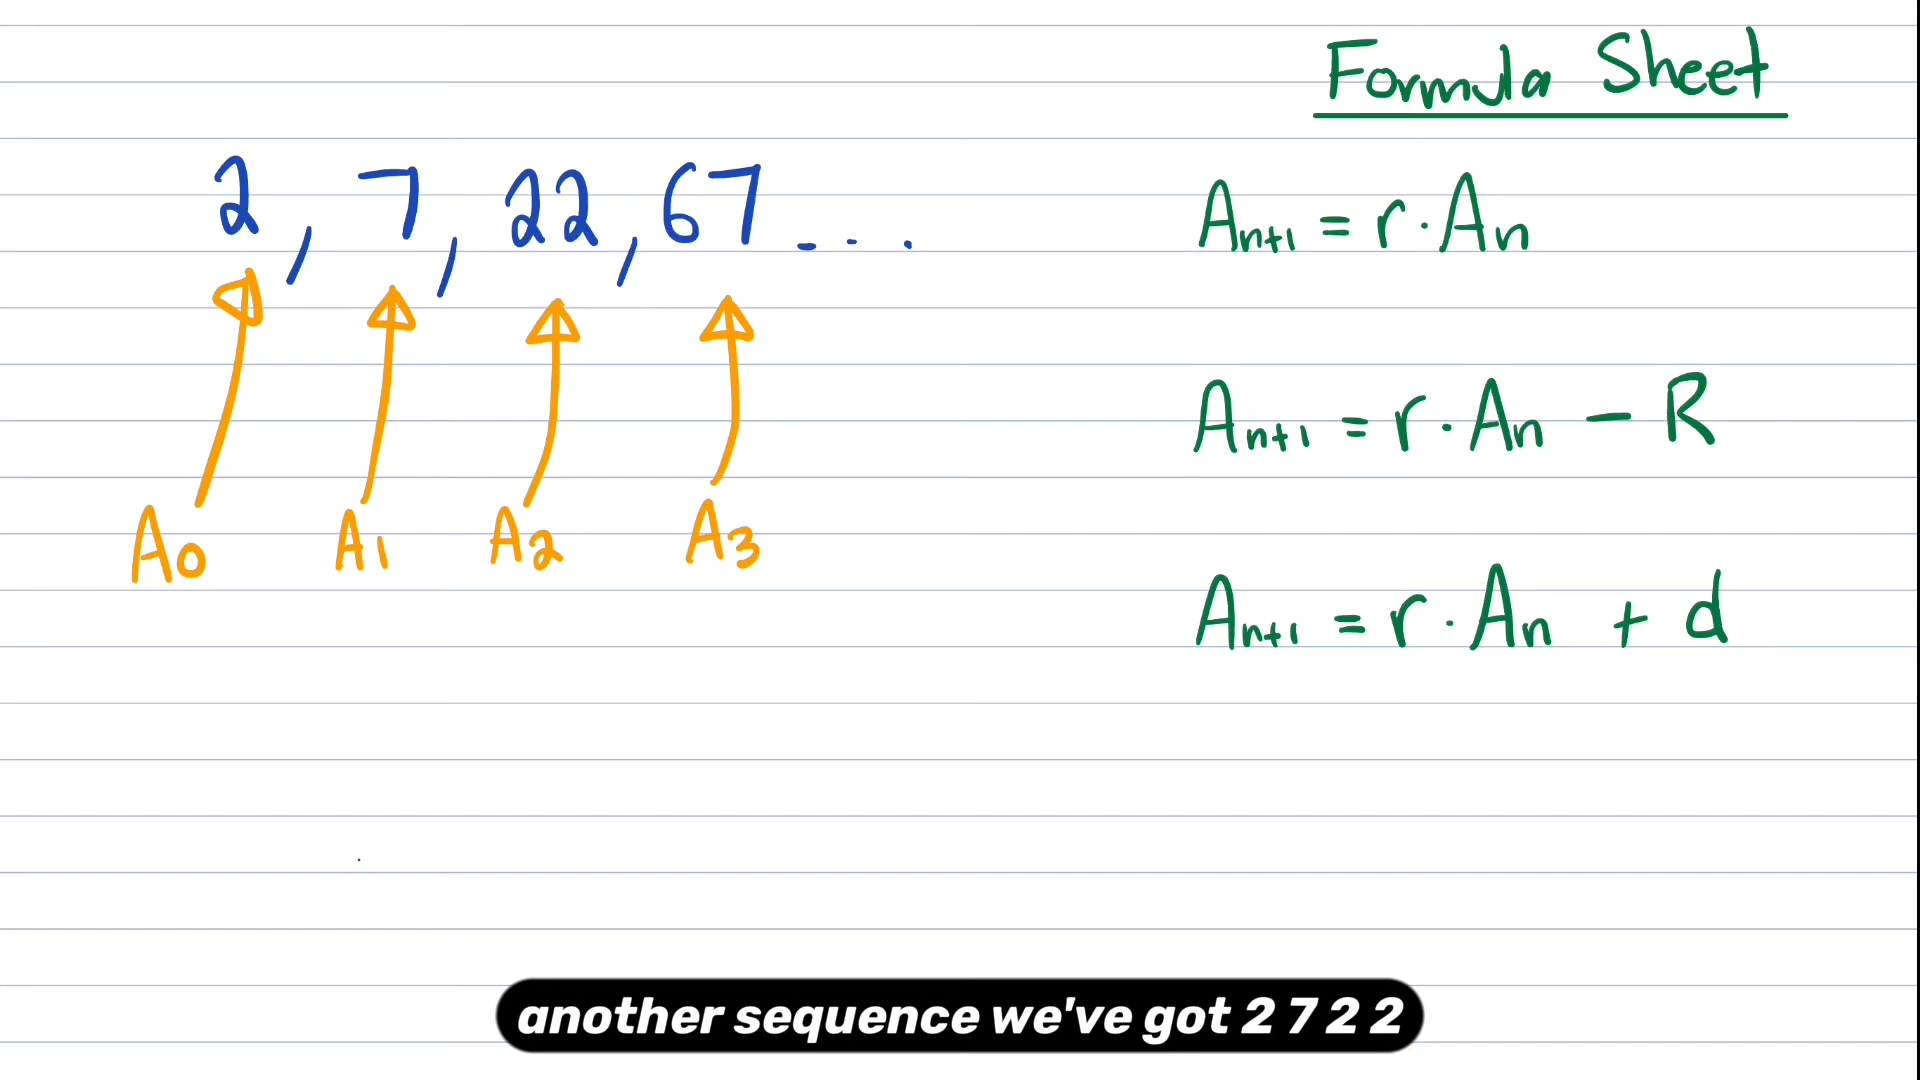 Formula Sheet
2, 7, 22, 67 ...
Aₙ₊₁ = r · Aₙ
Aₙ₊₁ = r · Aₙ - R
A₀ A₁ A₂ A₃
Aₙ₊₁ = r · Aₙ + d
another sequence we've got 2 7 2 2